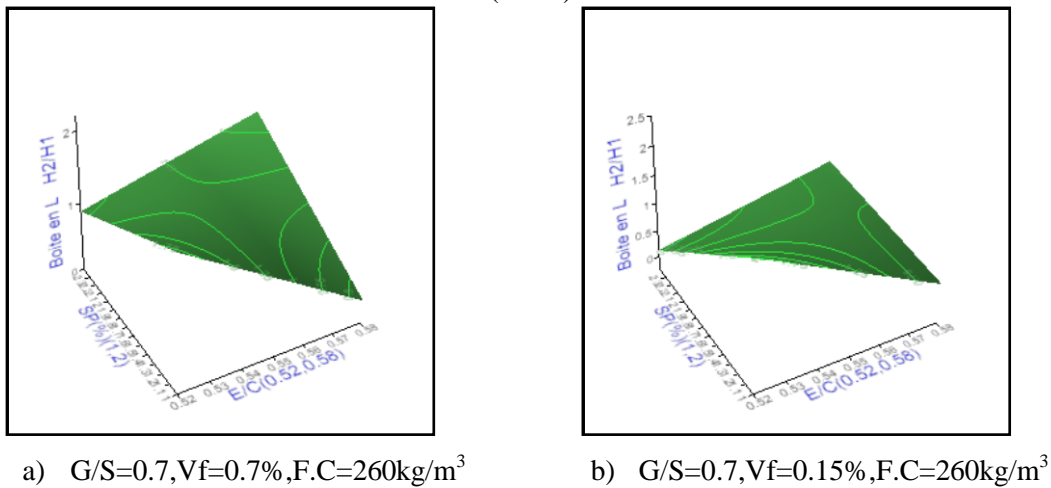 2
1
Boite en L H2/H1
SP(%)(1.2)
0.52
0.53
0.54
0.55
0.56
0.57
0.58
E/C(0.52,0.58)
2.5
2
1.5
1
0.5
0
Boite en L H2/H1
SP(%)(1.2)
0.52
0.53
0.54
0.55
0.56
0.57
0.58
E/C(0.52,0.58)
a) G/S=0.7,Vf=0.7%,F.C=260kg/m³
b) G/S=0.7,Vf=0.15%,F.C=260kg/m³